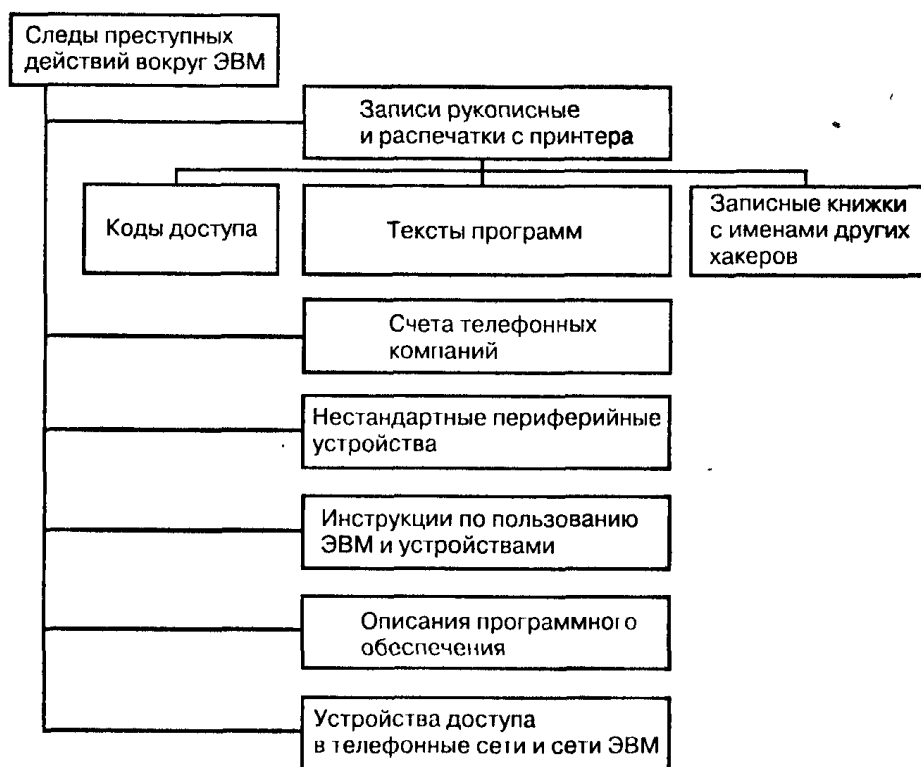 Следы преступных
действий вокруг ЭВМ
Записи рукописные
и распечатки с принтера
Коды доступа
Тексты программ
Записные книжки
с именами других
хакеров
Счета телефонных
компаний
Нестандартные периферийные
устройства
Инструкции по пользованию
ЭВМ и устройствами
Описания программного
обеспечения
Устройства доступа
в телефонные сети и сети ЭВМ